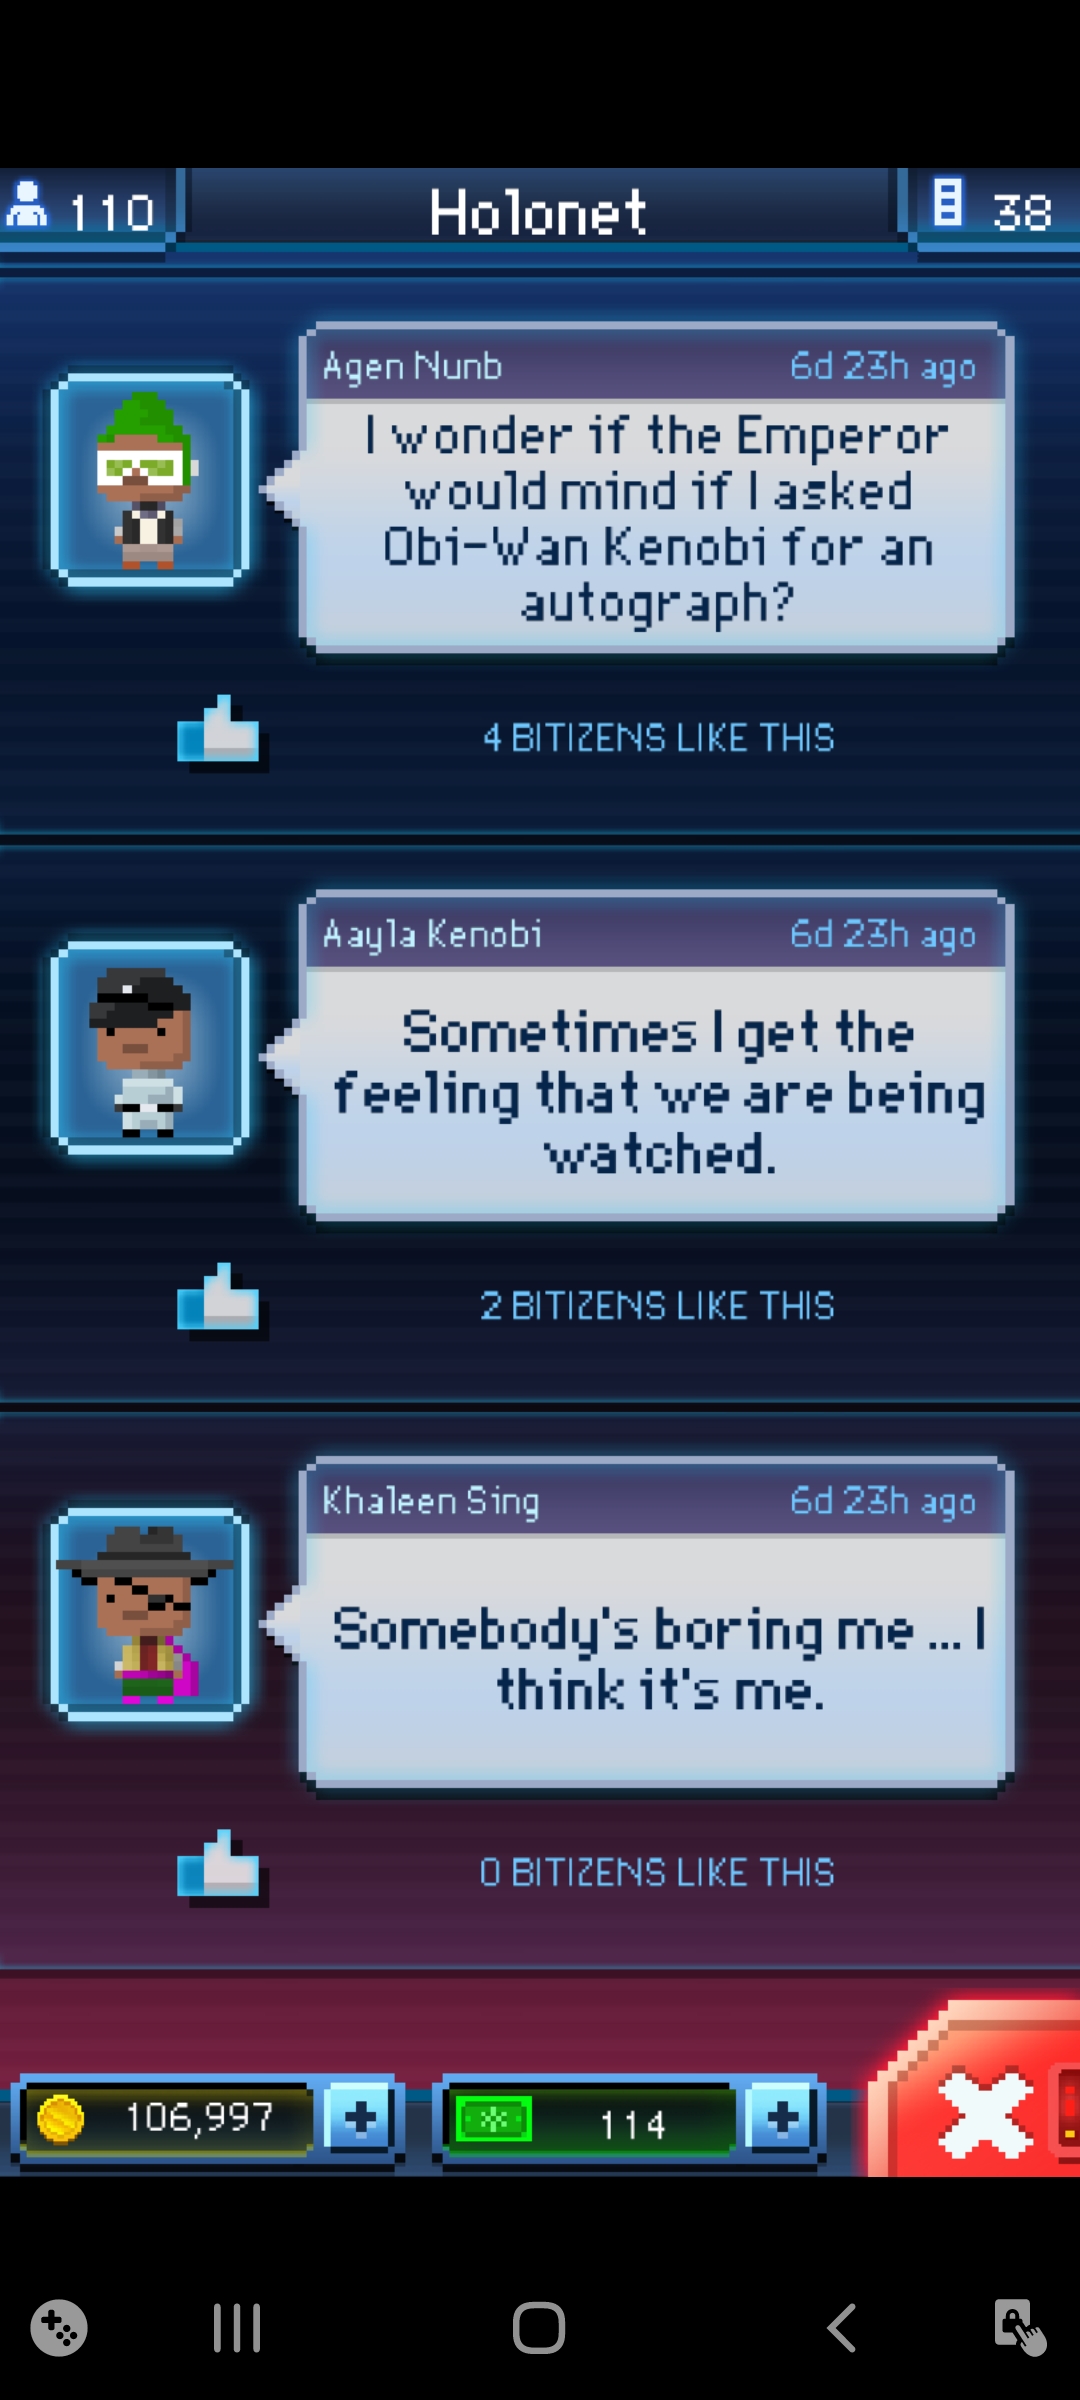 110
Holonet
38
Agen Nunb
6d 23h ago
I wonder if the Emperor
would mind if I asked
Obi-Wan Kenobi for an
autograph?
4 BITIZENS LIKE THIS
Aayla Kenobi
6d 23h ago
Sometimes I get the
feeling that we are being
watched.
2 BITIZENS LIKE THIS
Khaleen Sing
6d 23h ago
Somebody's boring me ... I
think it's me.
0 BITIZENS LIKE THIS
106,997
114